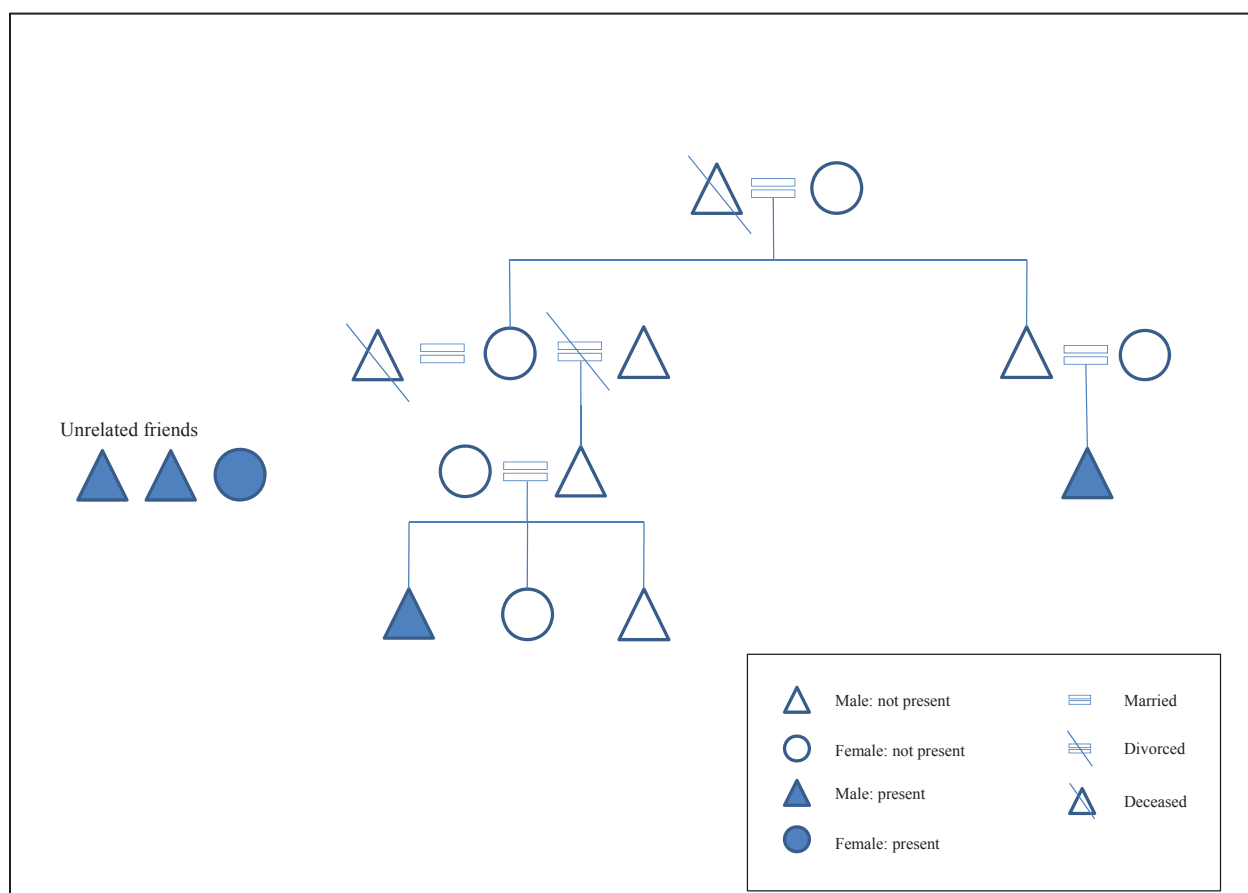 Unrelated friends
Male: not present
Married
Female: not present
Divorced
Male: present
Deceased
Female: present